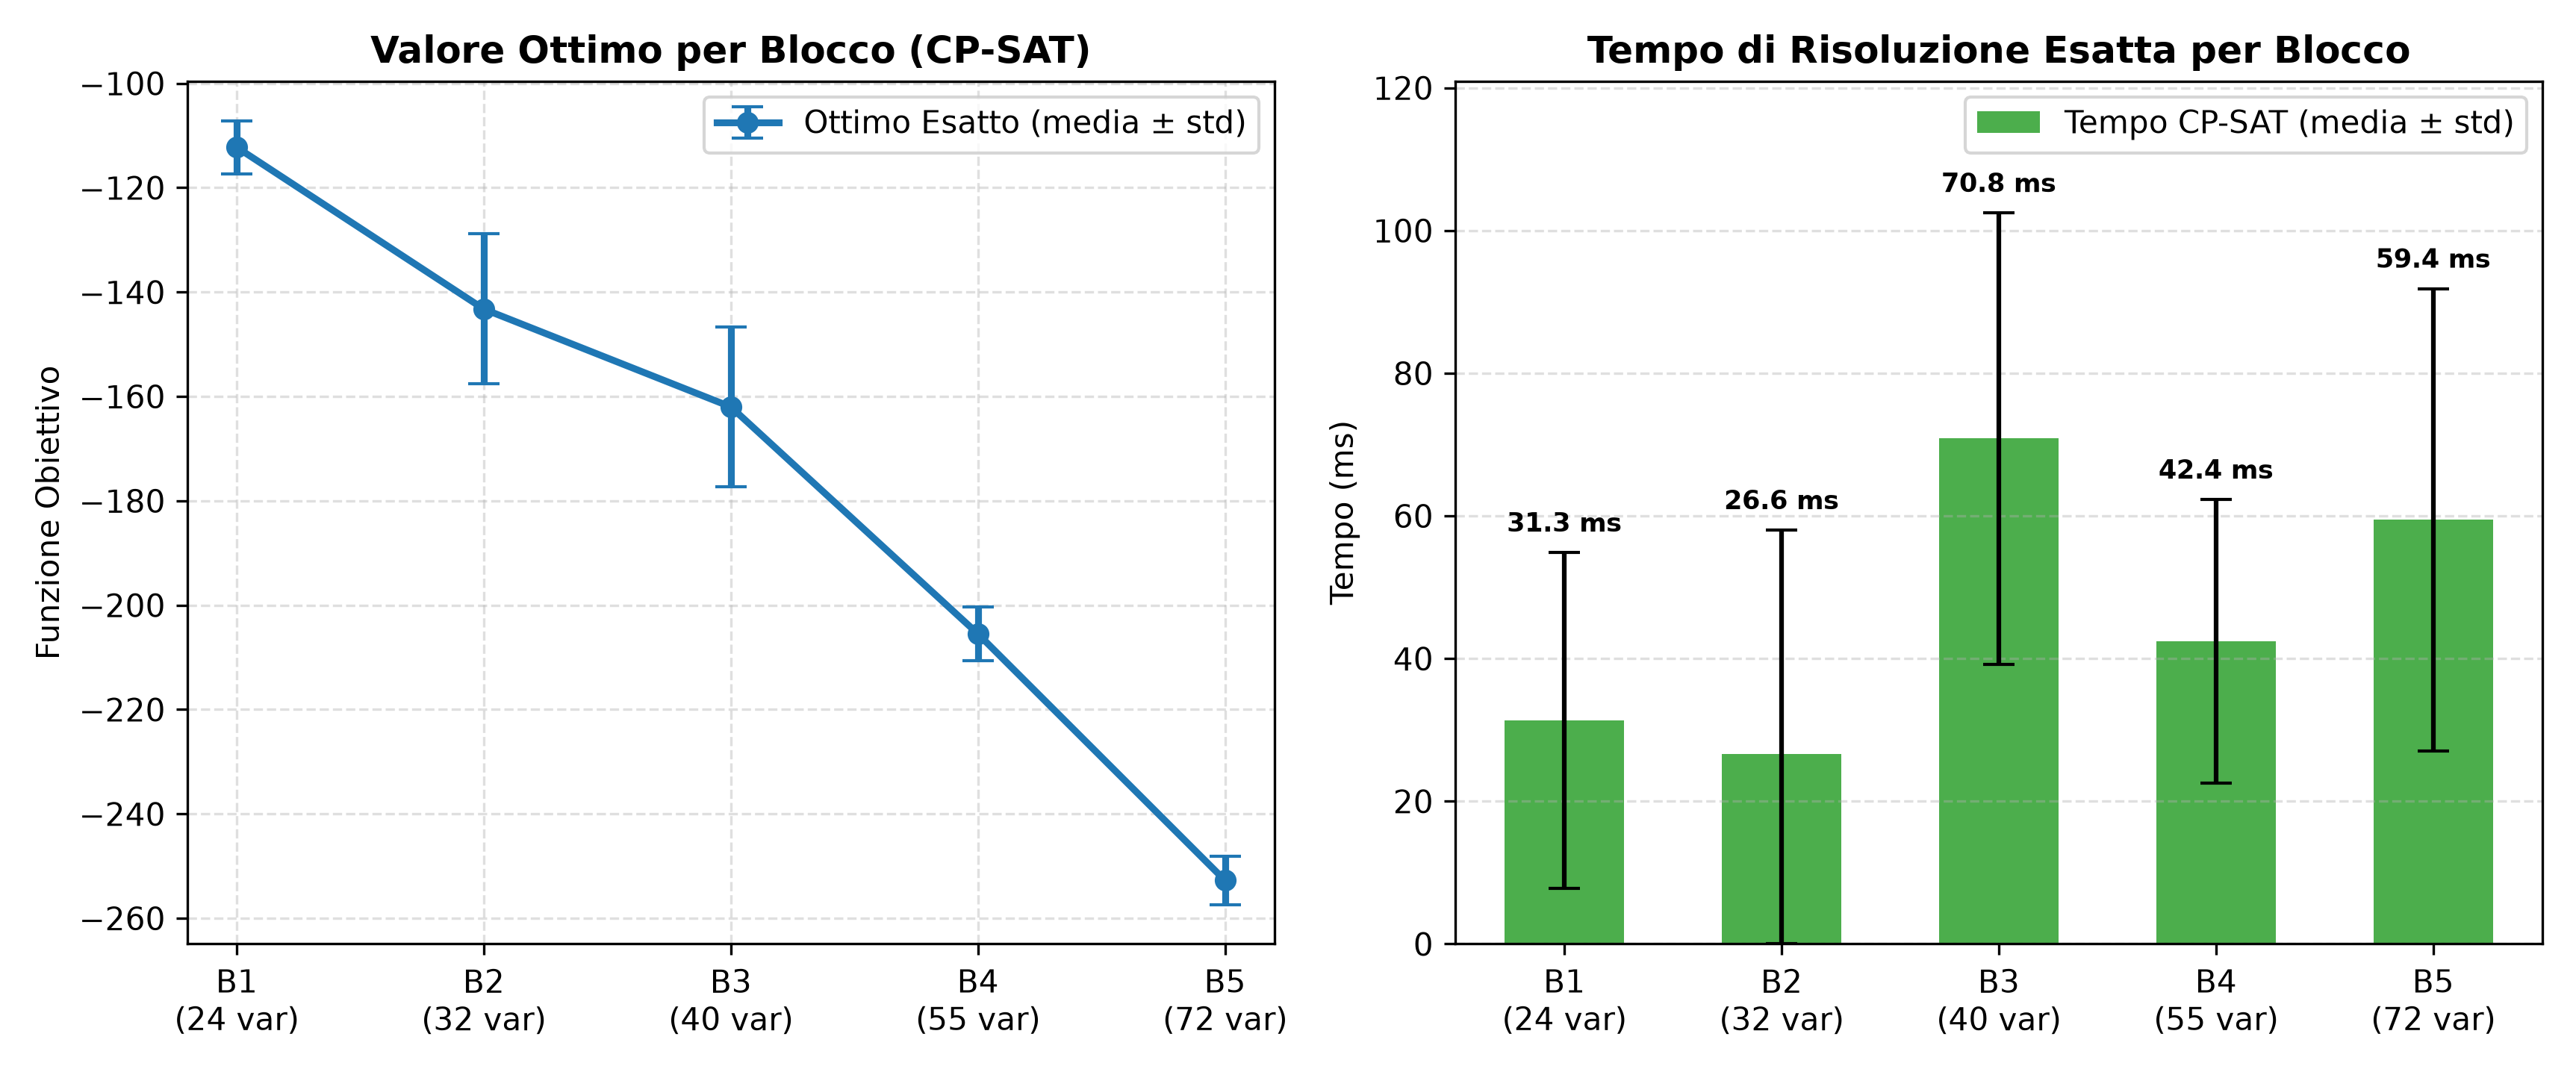 Valore Ottimo per Blocco (CP-SAT)
Ottimo Esatto (media ± std)
Funzione Obiettivo
−100
−120
−140
−160
−180
−200
−220
−240
−260
B1
(24 var)
B2
(32 var)
B3
(40 var)
B4
(55 var)
B5
(72 var)
Tempo di Risoluzione Esatta per Blocco
Tempo CP-SAT (media ± std)
Tempo (ms)
120
100
80
60
40
20
0
31.3 ms
26.6 ms
70.8 ms
42.4 ms
59.4 ms
B1
(24 var)
B2
(32 var)
B3
(40 var)
B4
(55 var)
B5
(72 var)